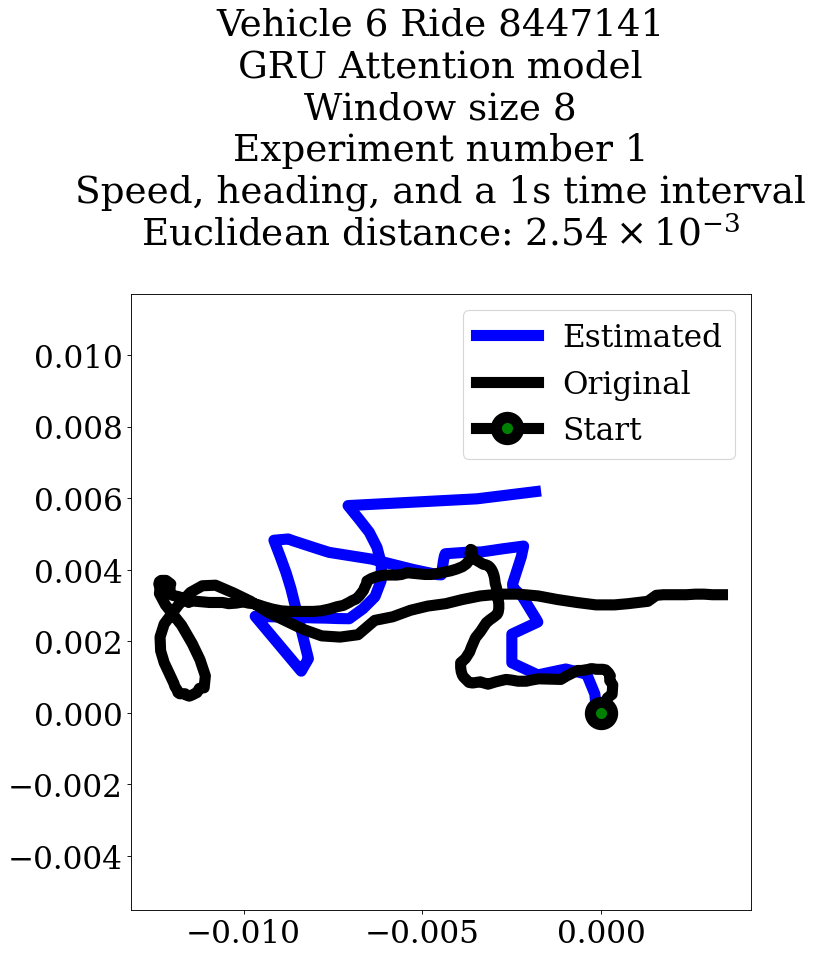 Vehicle 6 Ride 8447141
GRU Attention model
Window size 8
Experiment number 1
Speed, heading, and a 1s time interval
Euclidean distance: 2.54 × 10⁻³
Estimated
Original
Start
0.010
0.008
0.006
0.004
0.002
0.000
−0.002
−0.004
−0.010
−0.005
0.000